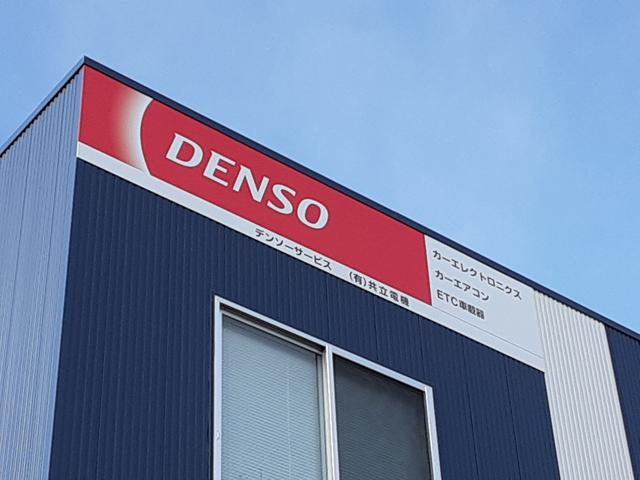 DENSO
デンソーサービス (有)共立電機
カーエレクトロニクス
カーエアコン
ETC車載器